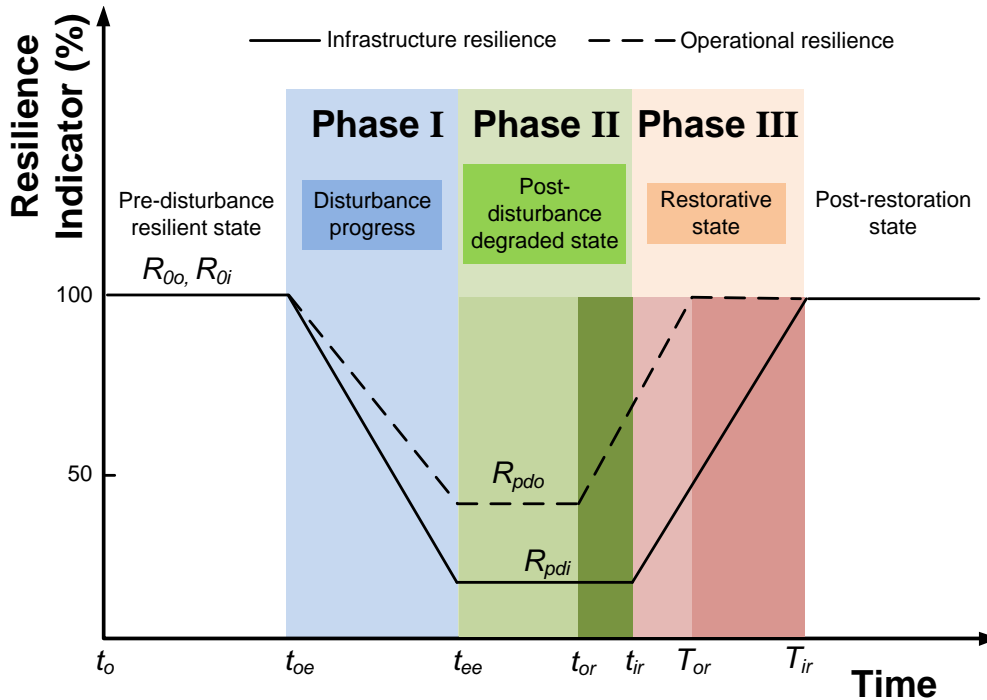 Resilience
Indicator (%)
Infrastructure resilience
Operational resilience
Phase I
Phase II
Phase III
Pre-disturbance
resilient state
Disturbance
progress
Post-
disturbance
degraded state
Restorative
state
Post-restoration
state
R0o, R0i
100
50
Rpdo
Rpdi
to
toe
tee
tor
tir
Tor
Tir
Time